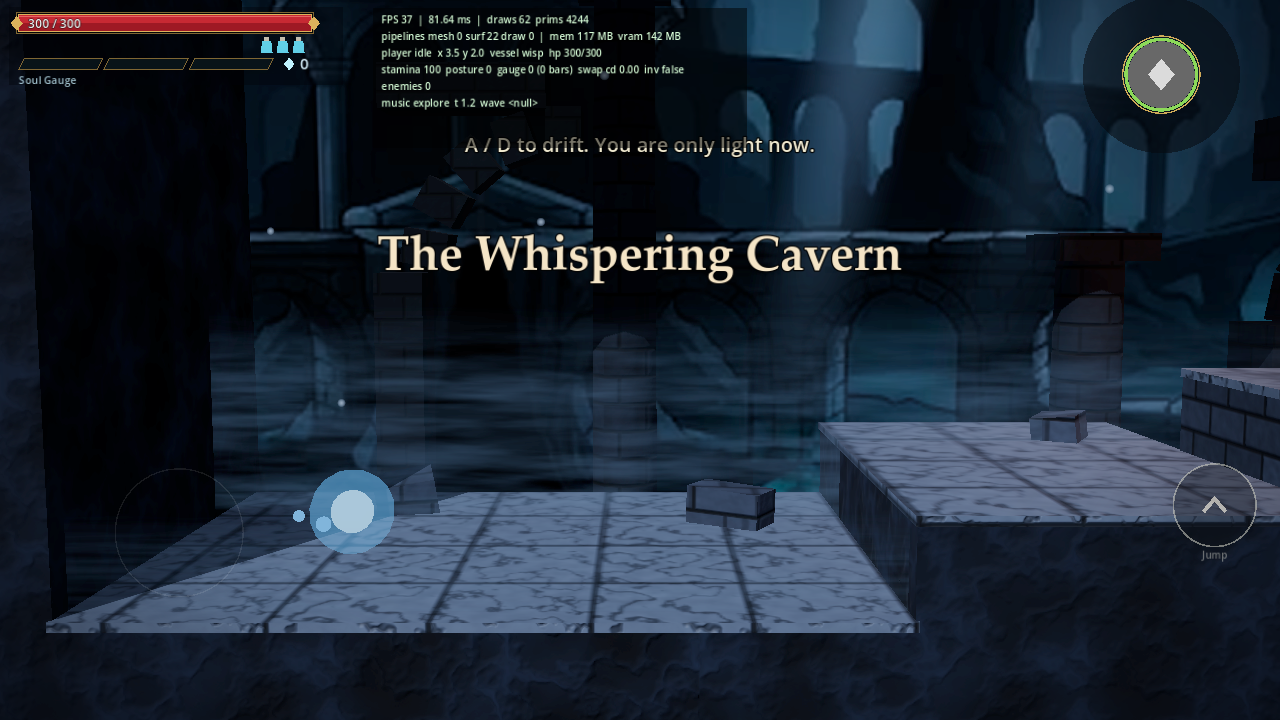 300 / 300
0
Soul Gauge
FPS 37 | 81.64 ms | draws 62 prims 4244
pipelines mesh 0 surf 22 draw 0 | mem 117 MB vram 142 MB
player idle x 3.5 y 2.0 vessel wisp hp 300/300
stamina 100 posture 0 gauge 0 (0 bars) swap cd 0.00 inv false
enemies 0
music explore t 1.2 wave <null>
A / D to drift. You are only light now.
The Whispering Cavern
Jump